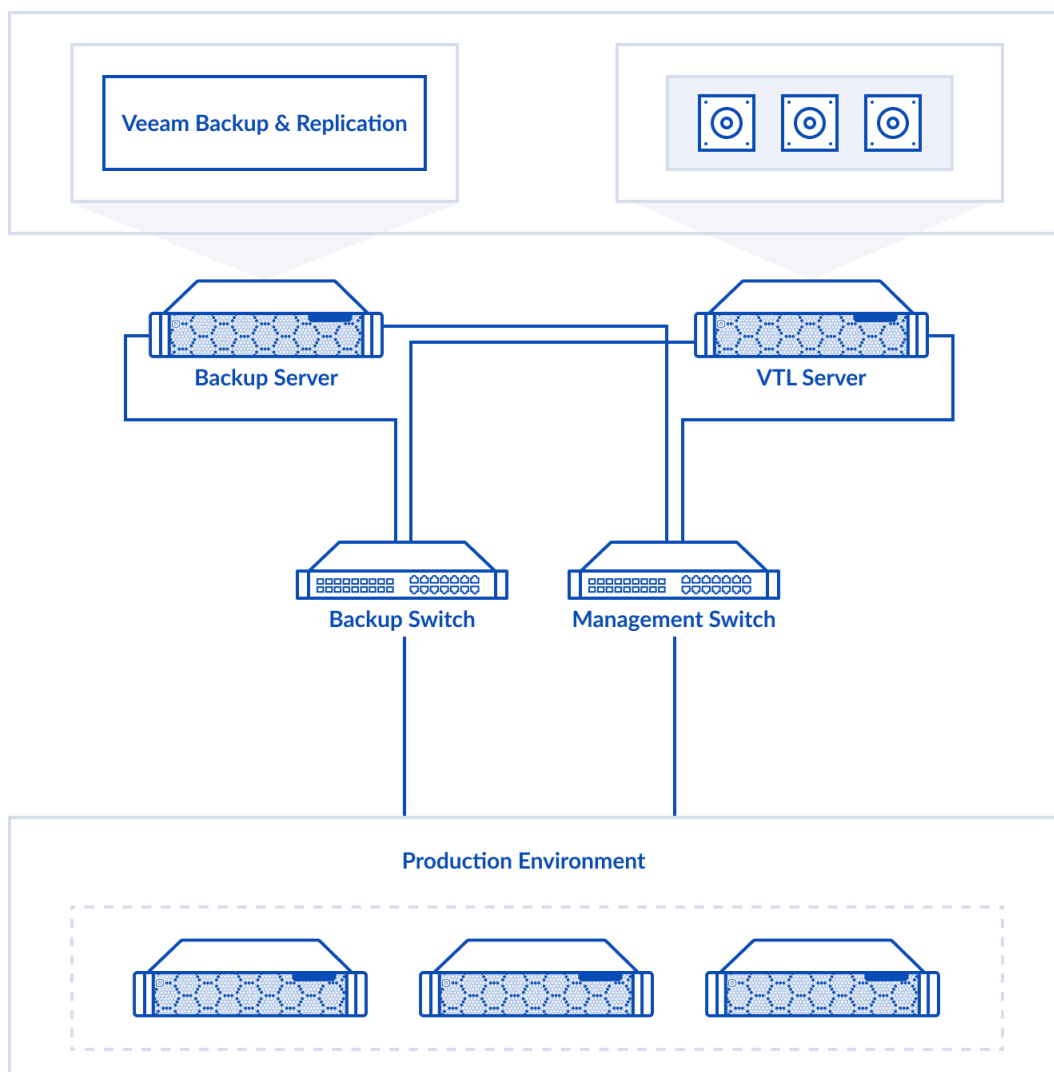 Veeam Backup & Replication
Backup Server
VTL Server
Backup Switch
Management Switch
Production Environment